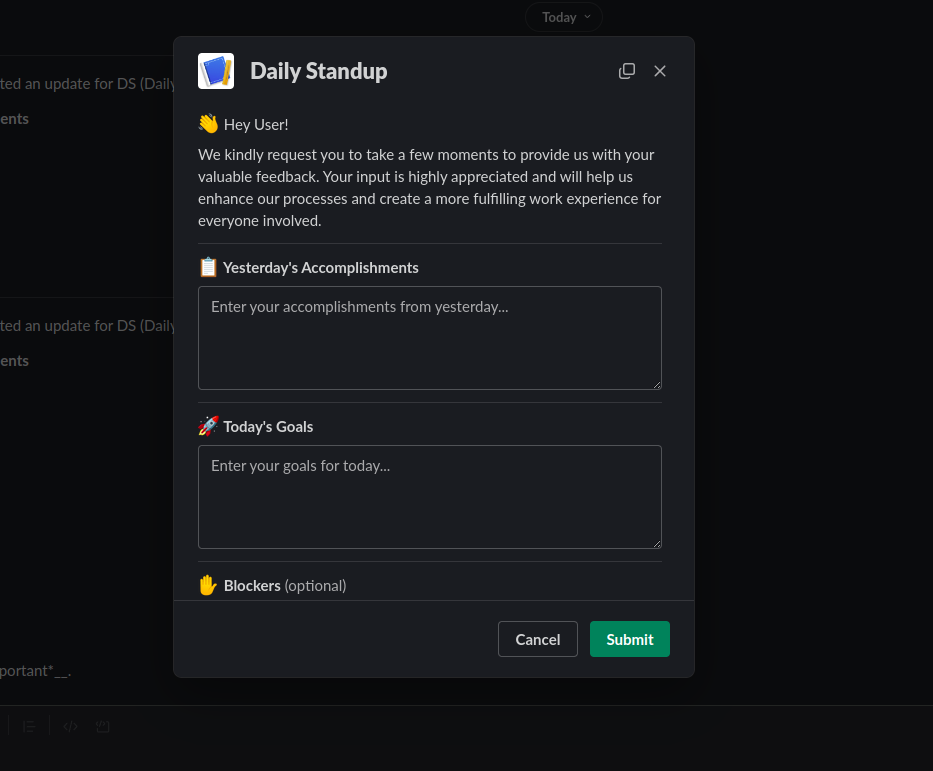 Today
ted an update for DS (Daily
ents
Daily Standup
👋 Hey User!
We kindly request you to take a few moments to provide us with your
valuable feedback. Your input is highly appreciated and will help us
enhance our processes and create a more fulfilling work experience for
everyone involved.
📋 Yesterday's Accomplishments
Enter your accomplishments from yesterday...
ted an update for DS (Daily
ents
🚀 Today's Goals
Enter your goals for today...
✋ Blockers (optional)
Cancel
Submit
portant*__.